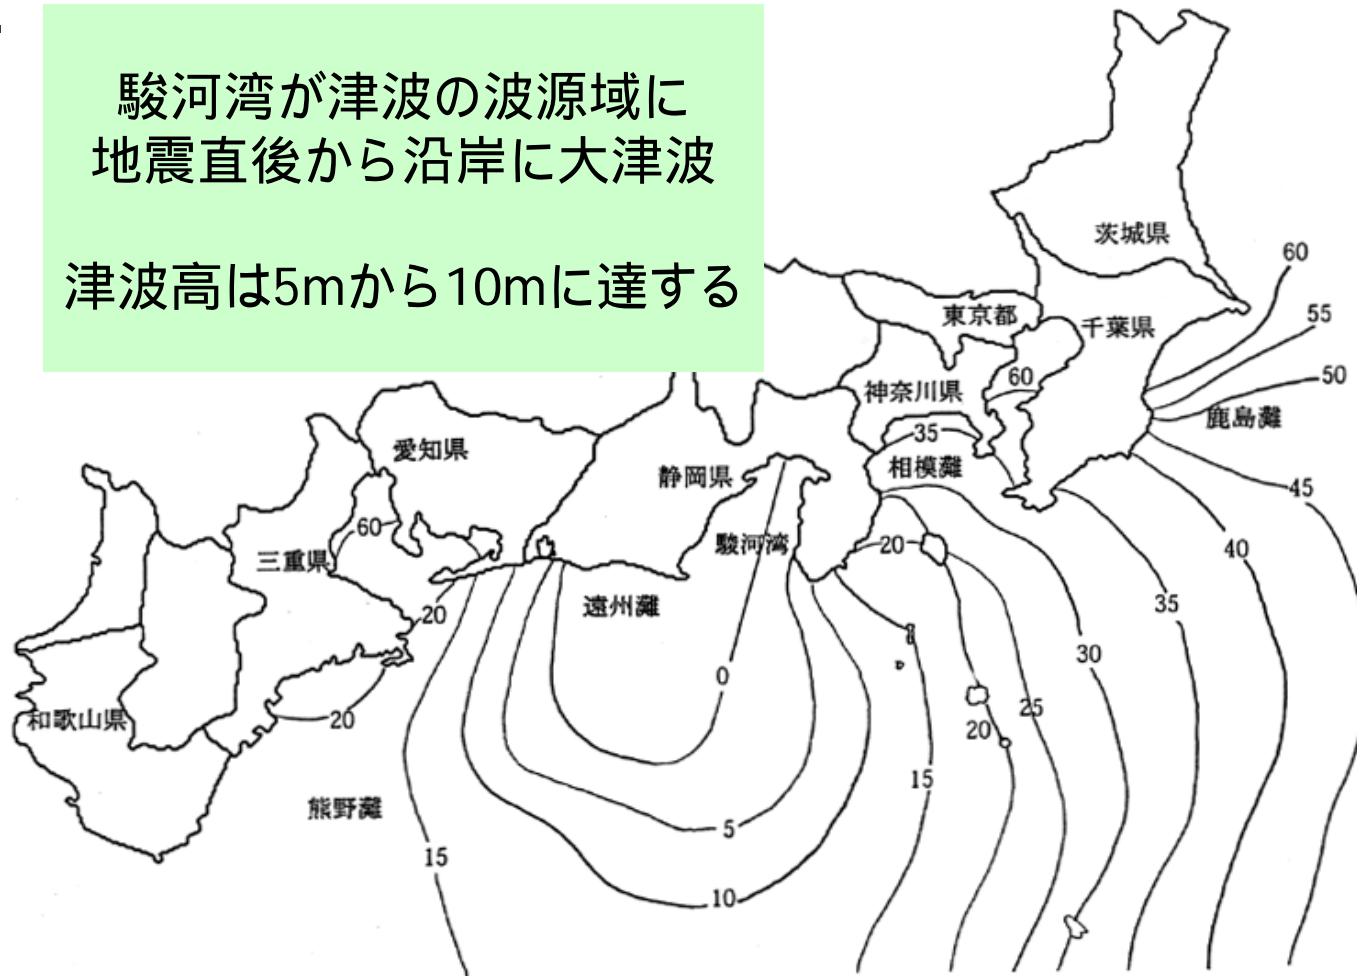 駿河湾が津波の波源域に
地震直後から沿岸に大津波
津波高は5mから10mに達する
茨城県
60
東京都
千葉県
55
神奈川県
60
50
鹿島灘
愛知県
35
静岡県
相模灘
45
60
三重県
駿河湾
20
40
遠州灘
20
35
30
0
和歌山県
20
25
20
15
熊野灘
5
15
10